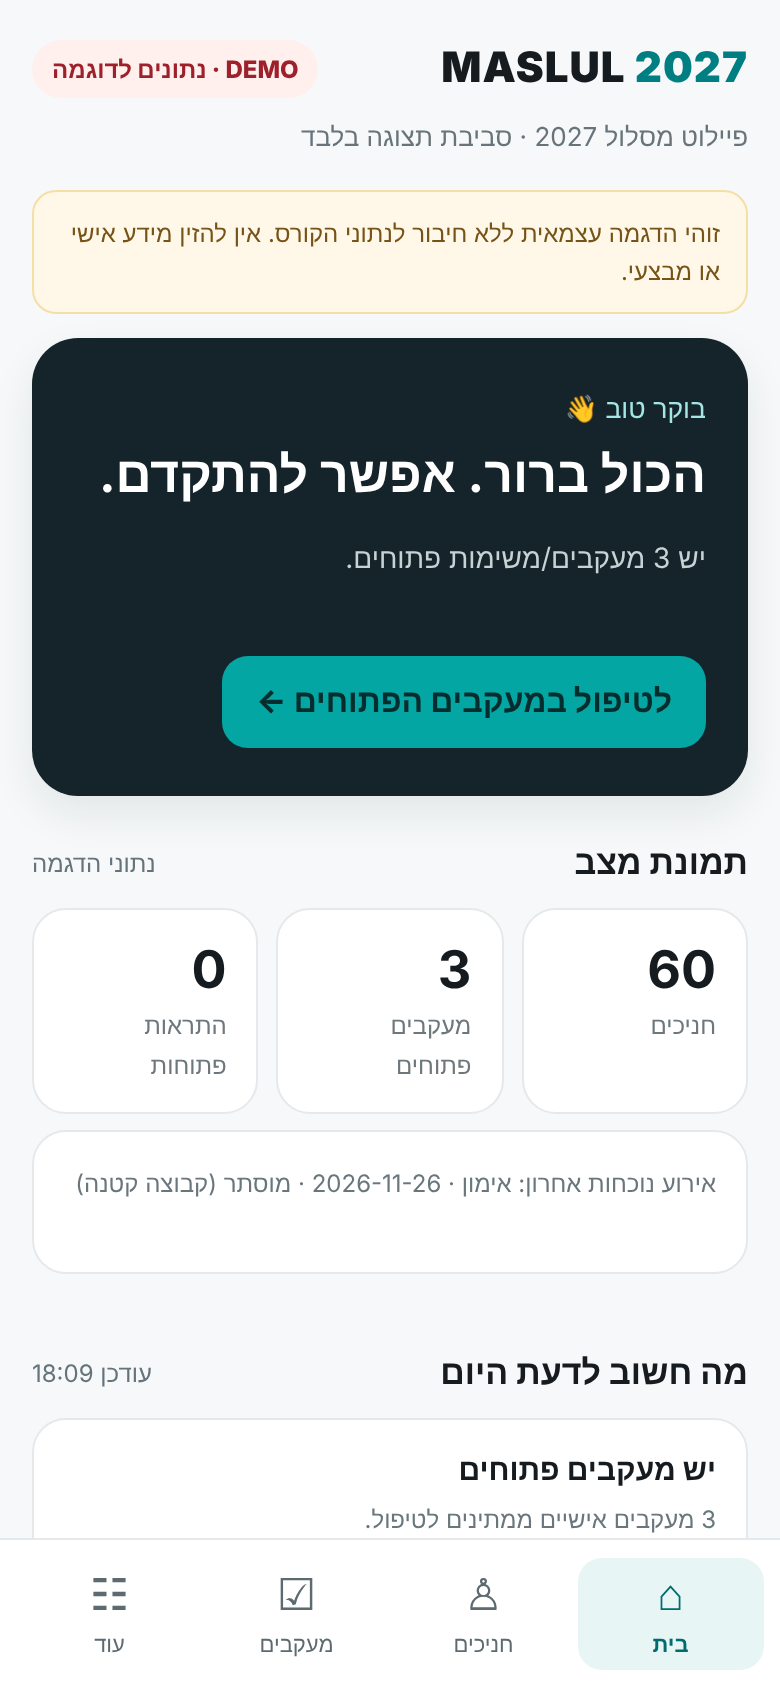 MASLUL 2027
DEMO · נתונים לדוגמה
פיילוט מסלול 2027 · סביבת תצוגה בלבד
זוהי הדגמה עצמאית ללא חיבור לנתוני הקורס. אין להזין מידע אישי
או מבצעי.
בוקר טוב 👋
הכול ברור. אפשר להתקדם.
יש 3 מעקבים/משימות פתוחים.
לטיפול במעקבים הפתוחים ←
תמונת מצב
נתוני הדגמה
60
חניכים
3
מעקבים
פתוחים
0
התראות
פתוחות
אירוע נוכחות אחרון: אימון · 2026-11-26 · מוסתר (קבוצה קטנה)
מה חשוב לדעת היום
עודכן 18:09
יש מעקבים פתוחים
3 מעקבים אישיים ממתינים לטיפול.
בית
חניכים
מעקבים
עוד